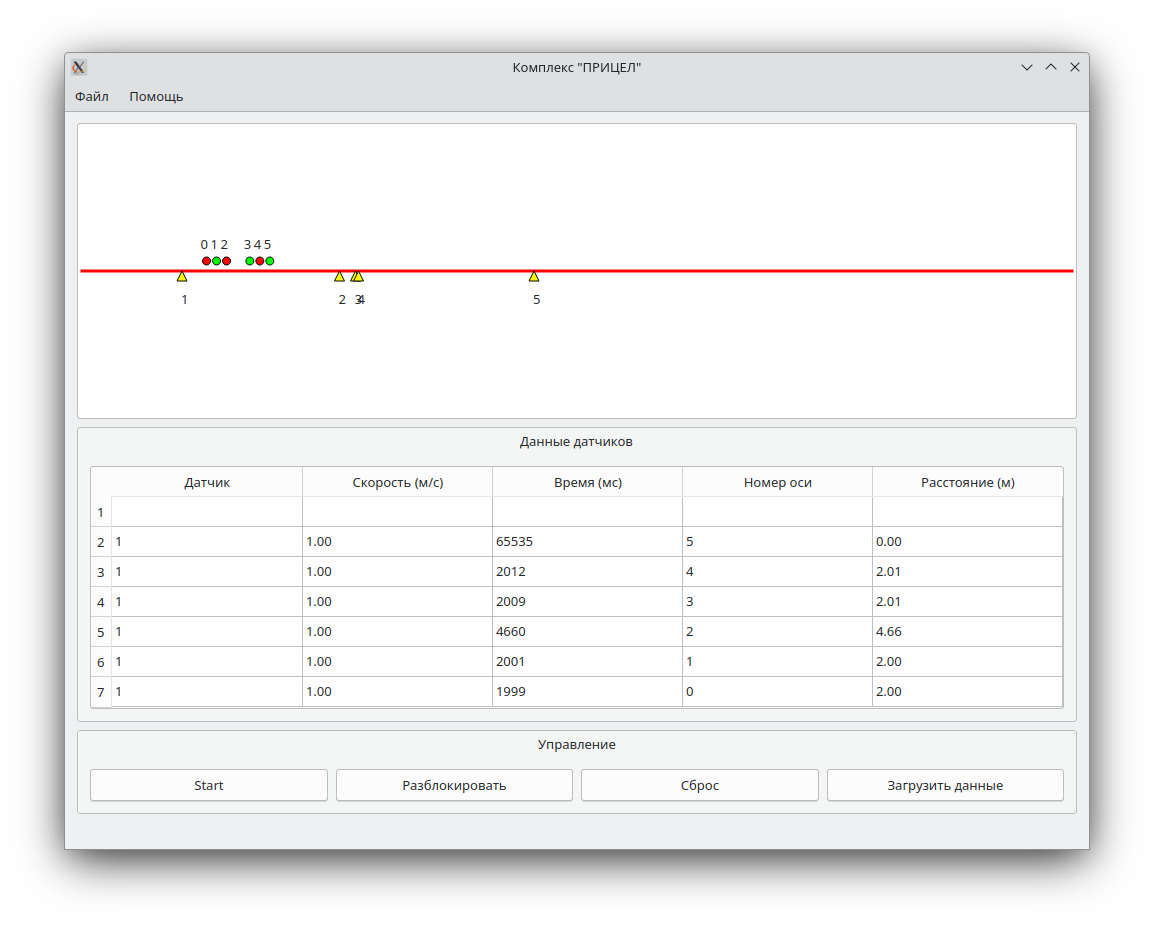 Комплекс "ПРИЦЕЛ"
Файл Помощь
0 1 2 3 4 5
1 2 3 4 5
Данные датчиков
Датчик Скорость (м/с) Время (мс) Номер оси Расстояние (м)
1
2 1 1.00 65535 5 0.00
3 1 1.00 2012 4 2.01
4 1 1.00 2009 3 2.01
5 1 1.00 4660 2 4.66
6 1 1.00 2001 1 2.00
7 1 1.00 1999 0 2.00
Управление
Start Разблокировать Сброс Загрузить данные